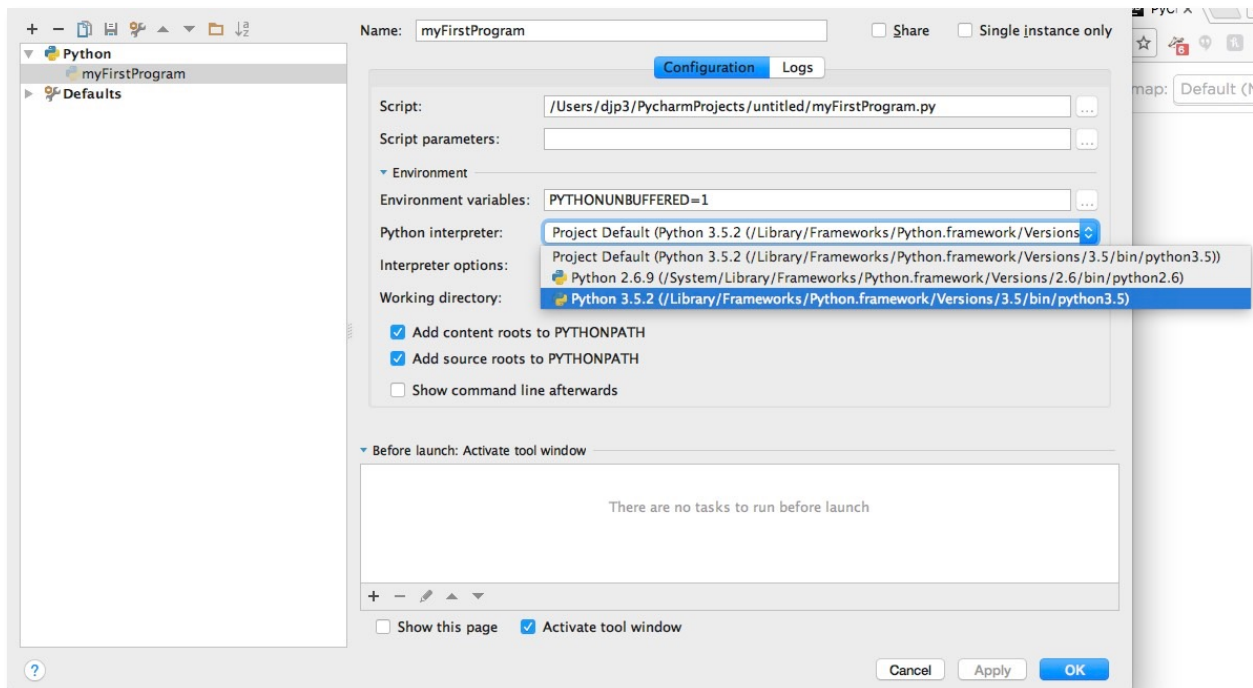 Python
myFirstProgram
Defaults
Name: myFirstProgram Share Single instance only
Configuration Logs
Script: /Users/djp3/PycharmProjects/untitled/myFirstProgram.py ...
Script parameters: ...
Environment
Environment variables: PYTHONUNBUFFERED=1 ...
Python interpreter: Project Default (Python 3.5.2 (/Library/Frameworks/Python.framework/Versions
Project Default (Python 3.5.2 (/Library/Frameworks/Python.framework/Versions/3.5/bin/python3.5))
Interpreter options:
Python 2.6.9 (/System/Library/Frameworks/Python.framework/Versions/2.6/bin/python2.6)
Working directory: Python 3.5.2 (/Library/Frameworks/Python.framework/Versions/3.5/bin/python3.5)
Add content roots to PYTHONPATH
Add source roots to PYTHONPATH
Show command line afterwards
Before launch: Activate tool window
There are no tasks to run before launch
Show this page Activate tool window
? Cancel Apply OK
6
map: Default